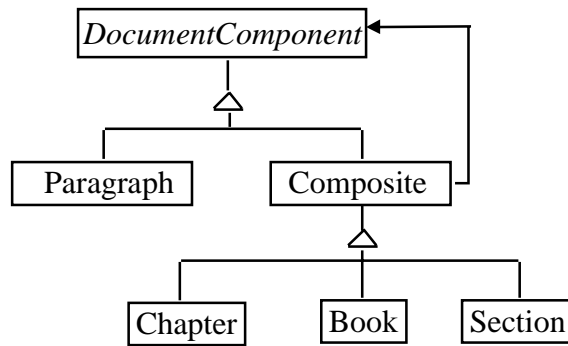 DocumentComponent
Paragraph
Composite
Chapter
Book
Section